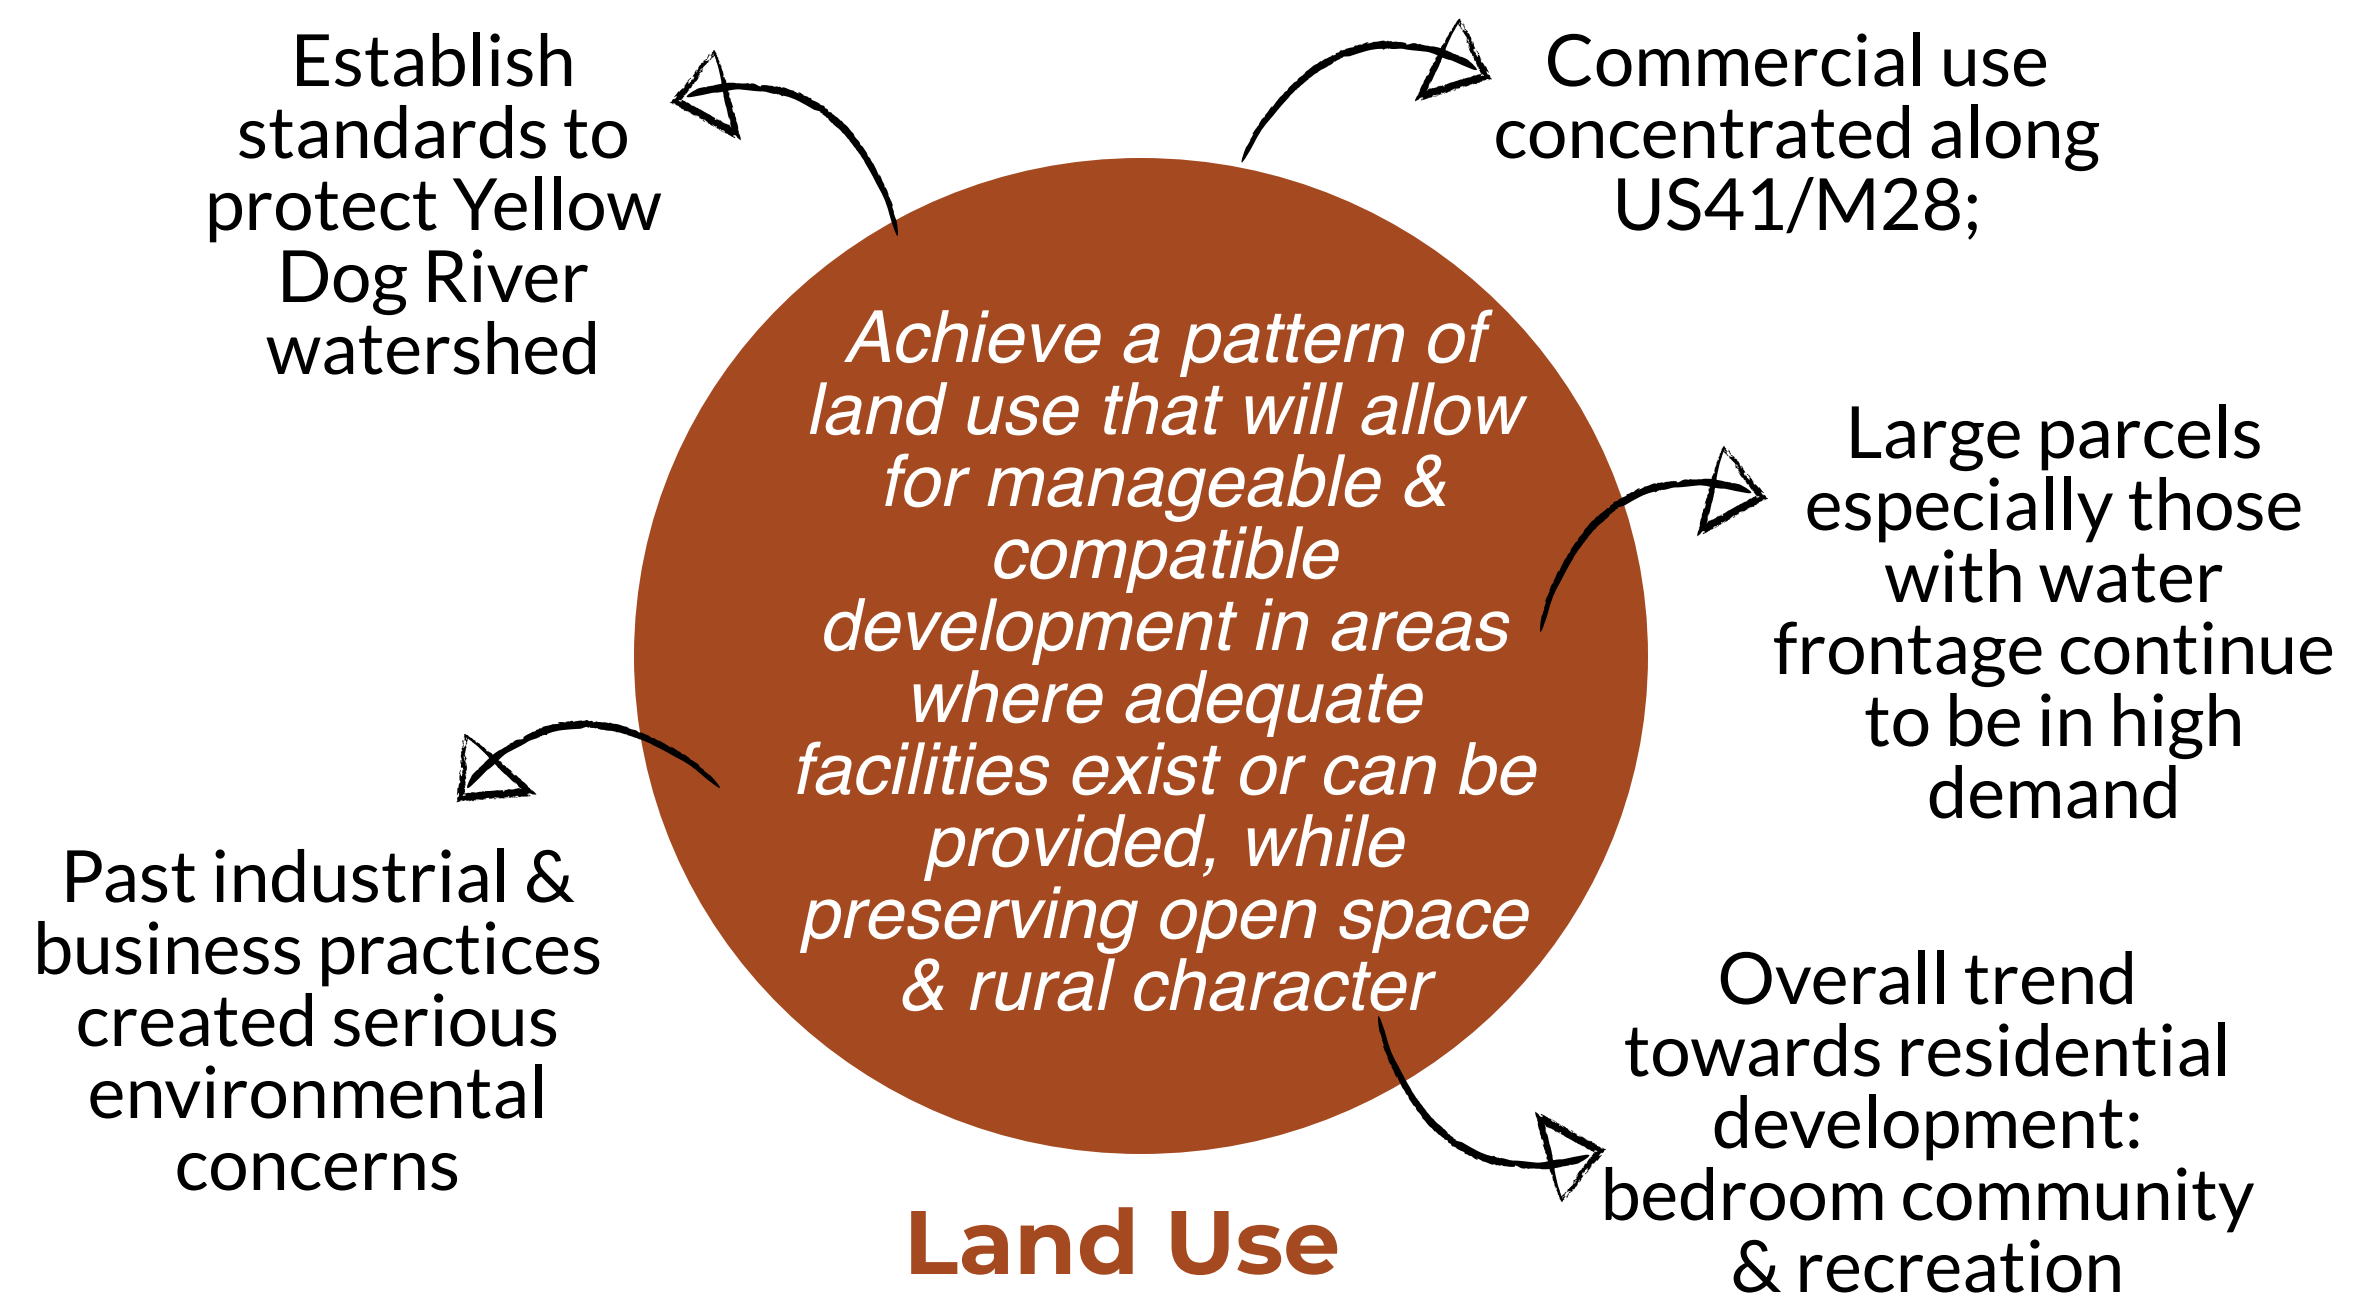 Establish
standards to
protect Yellow
Dog River
watershed
Commercial use
concentrated along
US41/M28;
Achieve a pattern of
land use that will allow
for manageable &
compatible
development in areas
where adequate
facilities exist or can be
provided, while
preserving open space
& rural character
Large parcels
especially those
with water
frontage continue
to be in high
demand
Past industrial &
business practices
created serious
environmental
concerns
Overall trend
towards residential
development:
bedroom community
& recreation
Land Use